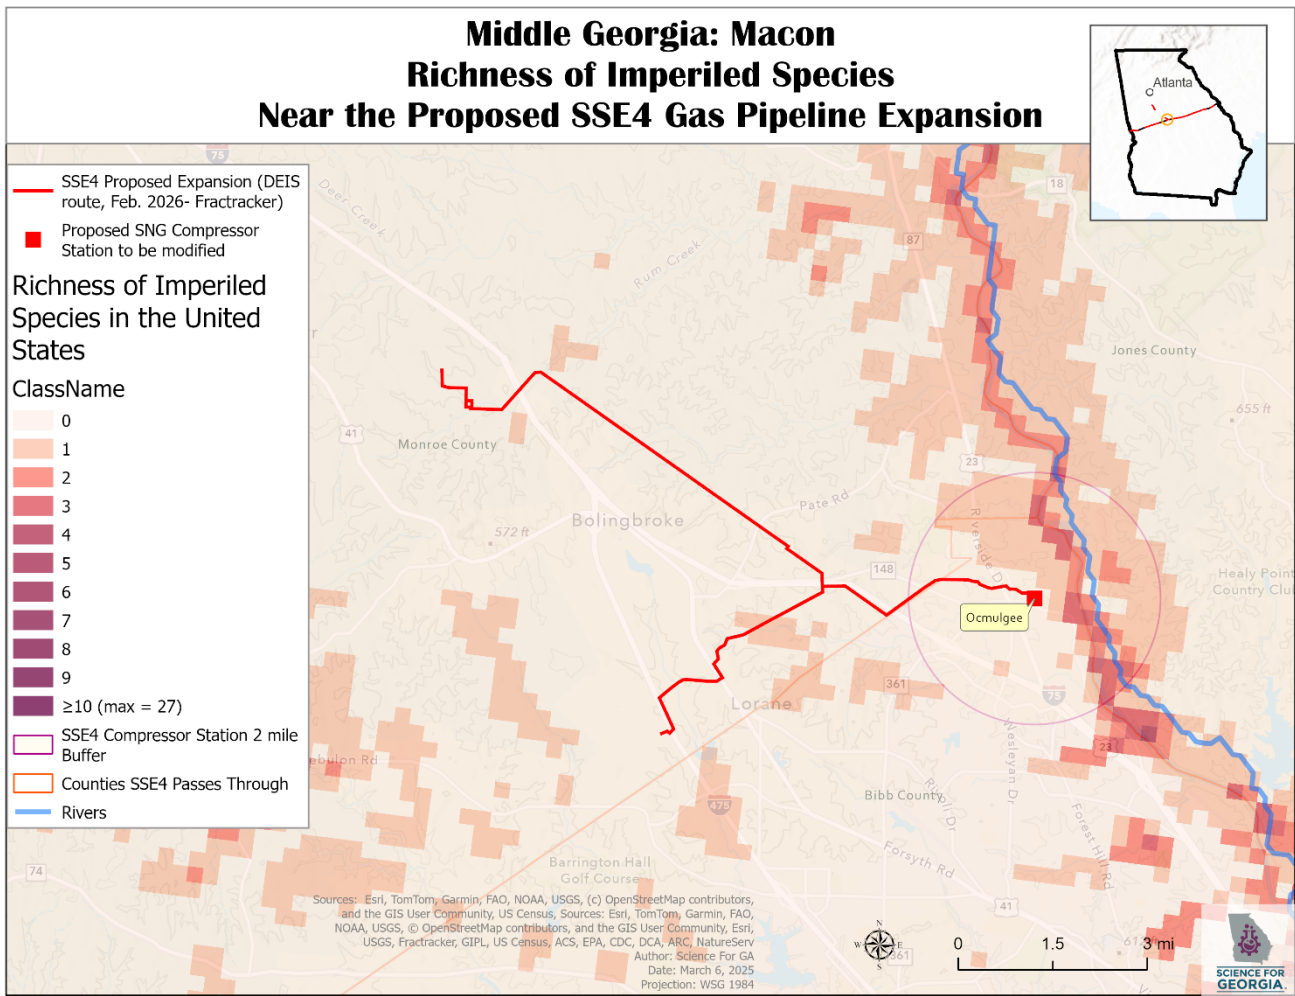 Middle Georgia: Macon
Richness of Imperiled Species
Near the Proposed SSE4 Gas Pipeline Expansion
Atlanta
SSE4 Proposed Expansion (DEIS
route, Feb. 2026- Fractracker)
Proposed SNG Compressor
Station to be modified
Richness of Imperiled
Species in the United
States
ClassName
0
1
2
3
4
5
6
7
8
9
≥10 (max = 27)
SSE4 Compressor Station 2 mile
Buffer
Counties SSE4 Passes Through
Rivers
75
Deer Creek
Rum Creek
18
87
Jones County
655 ft
41
Monroe County
23
Pate Rd
Bolingbroke
572 ft
148
Riverside D
Healy Point
Country Clu
Ocmulgee
361
75
Lorane
23
Wesleyan Dr
ebulon Rd
475
Bibb County
Rivoli Dr
Forest Hill Rd
Forsyth Rd
74
Barrington Hall
Golf Course
41
361
Sources: Esri, TomTom, Garmin, FAO, NOAA, USGS, (c) OpenStreetMap contributors,
and the GIS User Community, US Census, Sources: Esri, TomTom, Garmin, FAO,
NOAA, USGS, © OpenStreetMap contributors, and the GIS User Community, Esri,
USGS, Fractracker, GIPL, US Census, ACS, EPA, CDC, DCA, ARC, NatureServ
Author: Science For GA
Date: March 6, 2025
Projection: WSG 1984
N
W
E
S
0
1.5
3 mi
SCIENCE FOR
GEORGIA